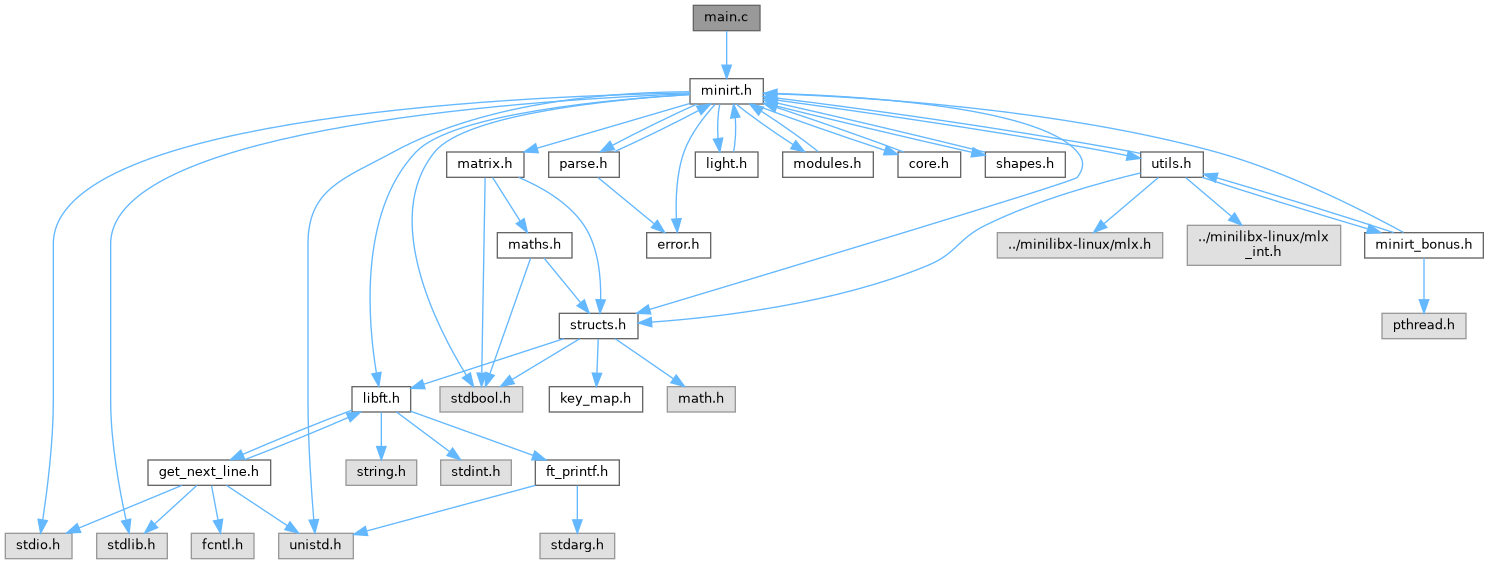 main.c
minirt.h
matrix.h
parse.h
light.h
modules.h
core.h
shapes.h
utils.h
maths.h
error.h
../minilibx-linux/mlx.h
../minilibx-linux/mlx
_int.h
minirt_bonus.h
structs.h
pthread.h
libft.h
stdbool.h
key_map.h
math.h
get_next_line.h
string.h
stdint.h
ft_printf.h
stdio.h
stdlib.h
fcntl.h
unistd.h
stdarg.h